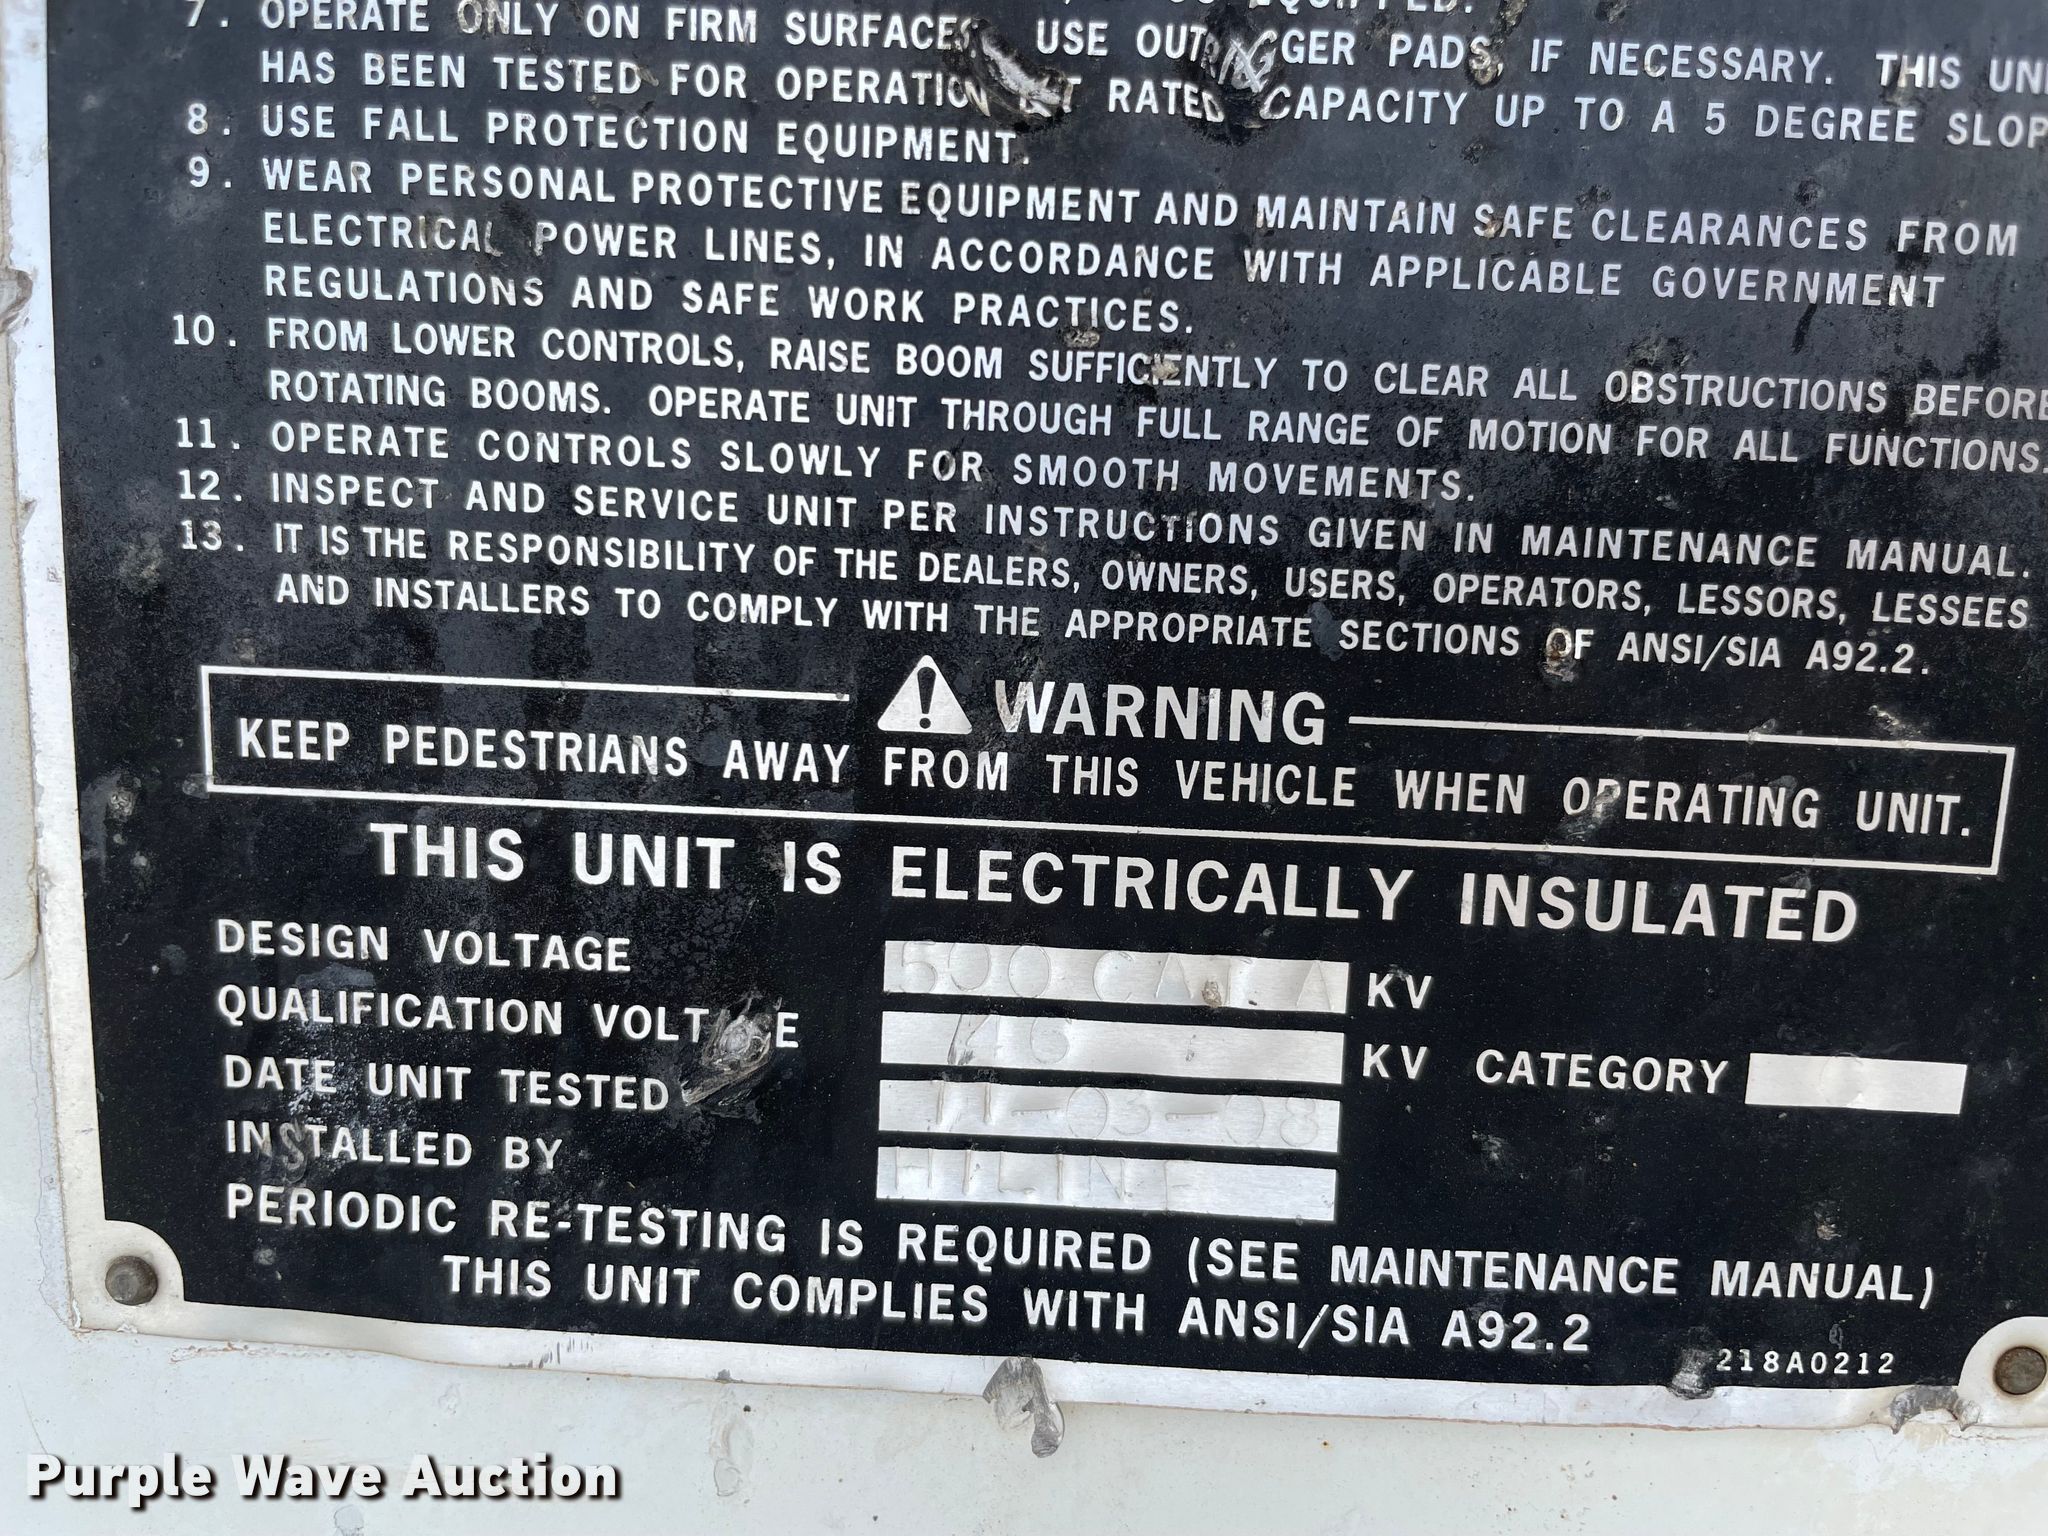 EQUIPPED.
7. OPERATE ONLY ON FIRM SURFACES. USE OUTRIGGER PADS, IF NECESSARY. THIS UNI
HAS BEEN TESTED FOR OPERATION AT RATED CAPACITY UP TO A 5 DEGREE SLOP
8. USE FALL PROTECTION EQUIPMENT.
9. WEAR PERSONAL PROTECTIVE EQUIPMENT AND MAINTAIN SAFE CLEARANCES FROM
ELECTRICAL POWER LINES, IN ACCORDANCE WITH APPLICABLE GOVERNMENT
REGULATIONS AND SAFE WORK PRACTICES.
10. FROM LOWER CONTROLS, RAISE BOOM SUFFICIENTLY TO CLEAR ALL OBSTRUCTIONS BEFORE
ROTATING BOOMS. OPERATE UNIT THROUGH FULL RANGE OF MOTION FOR ALL FUNCTIONS.
11. OPERATE CONTROLS SLOWLY FOR SMOOTH MOVEMENTS.
12. INSPECT AND SERVICE UNIT PER INSTRUCTIONS GIVEN IN MAINTENANCE MANUAL.
13. IT IS THE RESPONSIBILITY OF THE DEALERS, OWNERS, USERS, OPERATORS, LESSORS, LESSEES
AND INSTALLERS TO COMPLY WITH THE APPROPRIATE SECTIONS OF ANSI/SIA A92.2.
WARNING
KEEP PEDESTRIANS AWAY FROM THIS VEHICLE WHEN OPERATING UNIT.
THIS UNIT IS ELECTRICALLY INSULATED
DESIGN VOLTAGE 500 CAT A KV
QUALIFICATION VOLTAGE 46 KV CATEGORY
DATE UNIT TESTED 11-03-08
INSTALLED BY HILINE
PERIODIC RE-TESTING IS REQUIRED (SEE MAINTENANCE MANUAL)
THIS UNIT COMPLIES WITH ANSI/SIA A92.2
218A0212
Purple Wave Auction